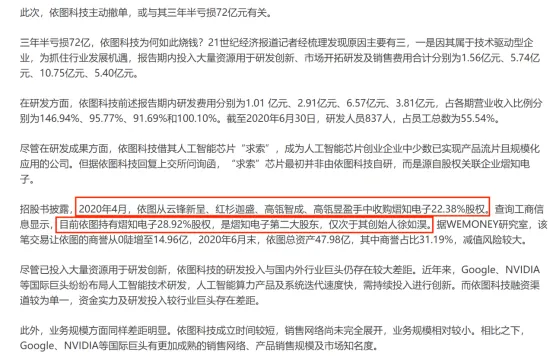 此次，依图科技主动撤单，或与其三年半亏损72亿元有关。
三年半亏损72亿，依图科技为何如此烧钱？21世纪经济报道记者经梳理发现原因主要有三，一是因其属于技术驱动型企
业，为抓住行业发展机遇，报告期内投入大量资源用于研发创新、市场开拓研发及销售费用合计分别为1.56亿元、5.74亿
元、10.75亿元、5.40亿元。
在研发方面，依图科技前述报告期内研发费用分别为1.01 亿元、2.91亿元、6.57亿元、3.81亿元，占各期营业收入比例分
别为146.94%、95.77%、91.69%和100.10%。截至2020年6月30日，研发人员837人，占员工总数为55.54%。
尽管在研发成果方面，依图科技借其人工智能芯片“求索”，成为人工智能芯片创业企业中少数已实现产品流片且规模化
应用的公司。但据依图科技回复上交所问询函，“求索”芯片最初并非由依图科技自研，而是源自股权关联企业熠知电
子。
招股书披露，2020年4月，依图从云锋新呈、红杉迦盛、高瓴智成、高瓴昱盈手中收购熠知电子22.38%股权。查询工商信
息显示，目前依图持有熠知电子28.92%股权，是熠知电子第二大股东，仅次于其创始人徐如淏。据WEMONEY研究室，该
笔交易让依图的商誉从0陡增至14.96亿，2020年6月末，依图总资产47.98亿，其中商誉占比31.19%，减值风险较大。
尽管已投入大量资源用于研发创新，依图科技的研发投入与国内外行业巨头仍存在较大差距。近年来，Google、NVIDIA
等国际巨头纷纷布局人工智能技术研发，人工智能算力产品及系统迭代速度快，需持续投入进行创新。而依图科技融资渠
道较为单一，资金实力及研发投入较行业巨头存在差距。
此外，业务规模方面同样差距明显。依图科技成立时间较短，销售网络尚未完全展开，业务规模相对较小。相比之下，
Google、NVIDIA等国际巨头有更加成熟的销售网络、产品销售规模及市场知名度。